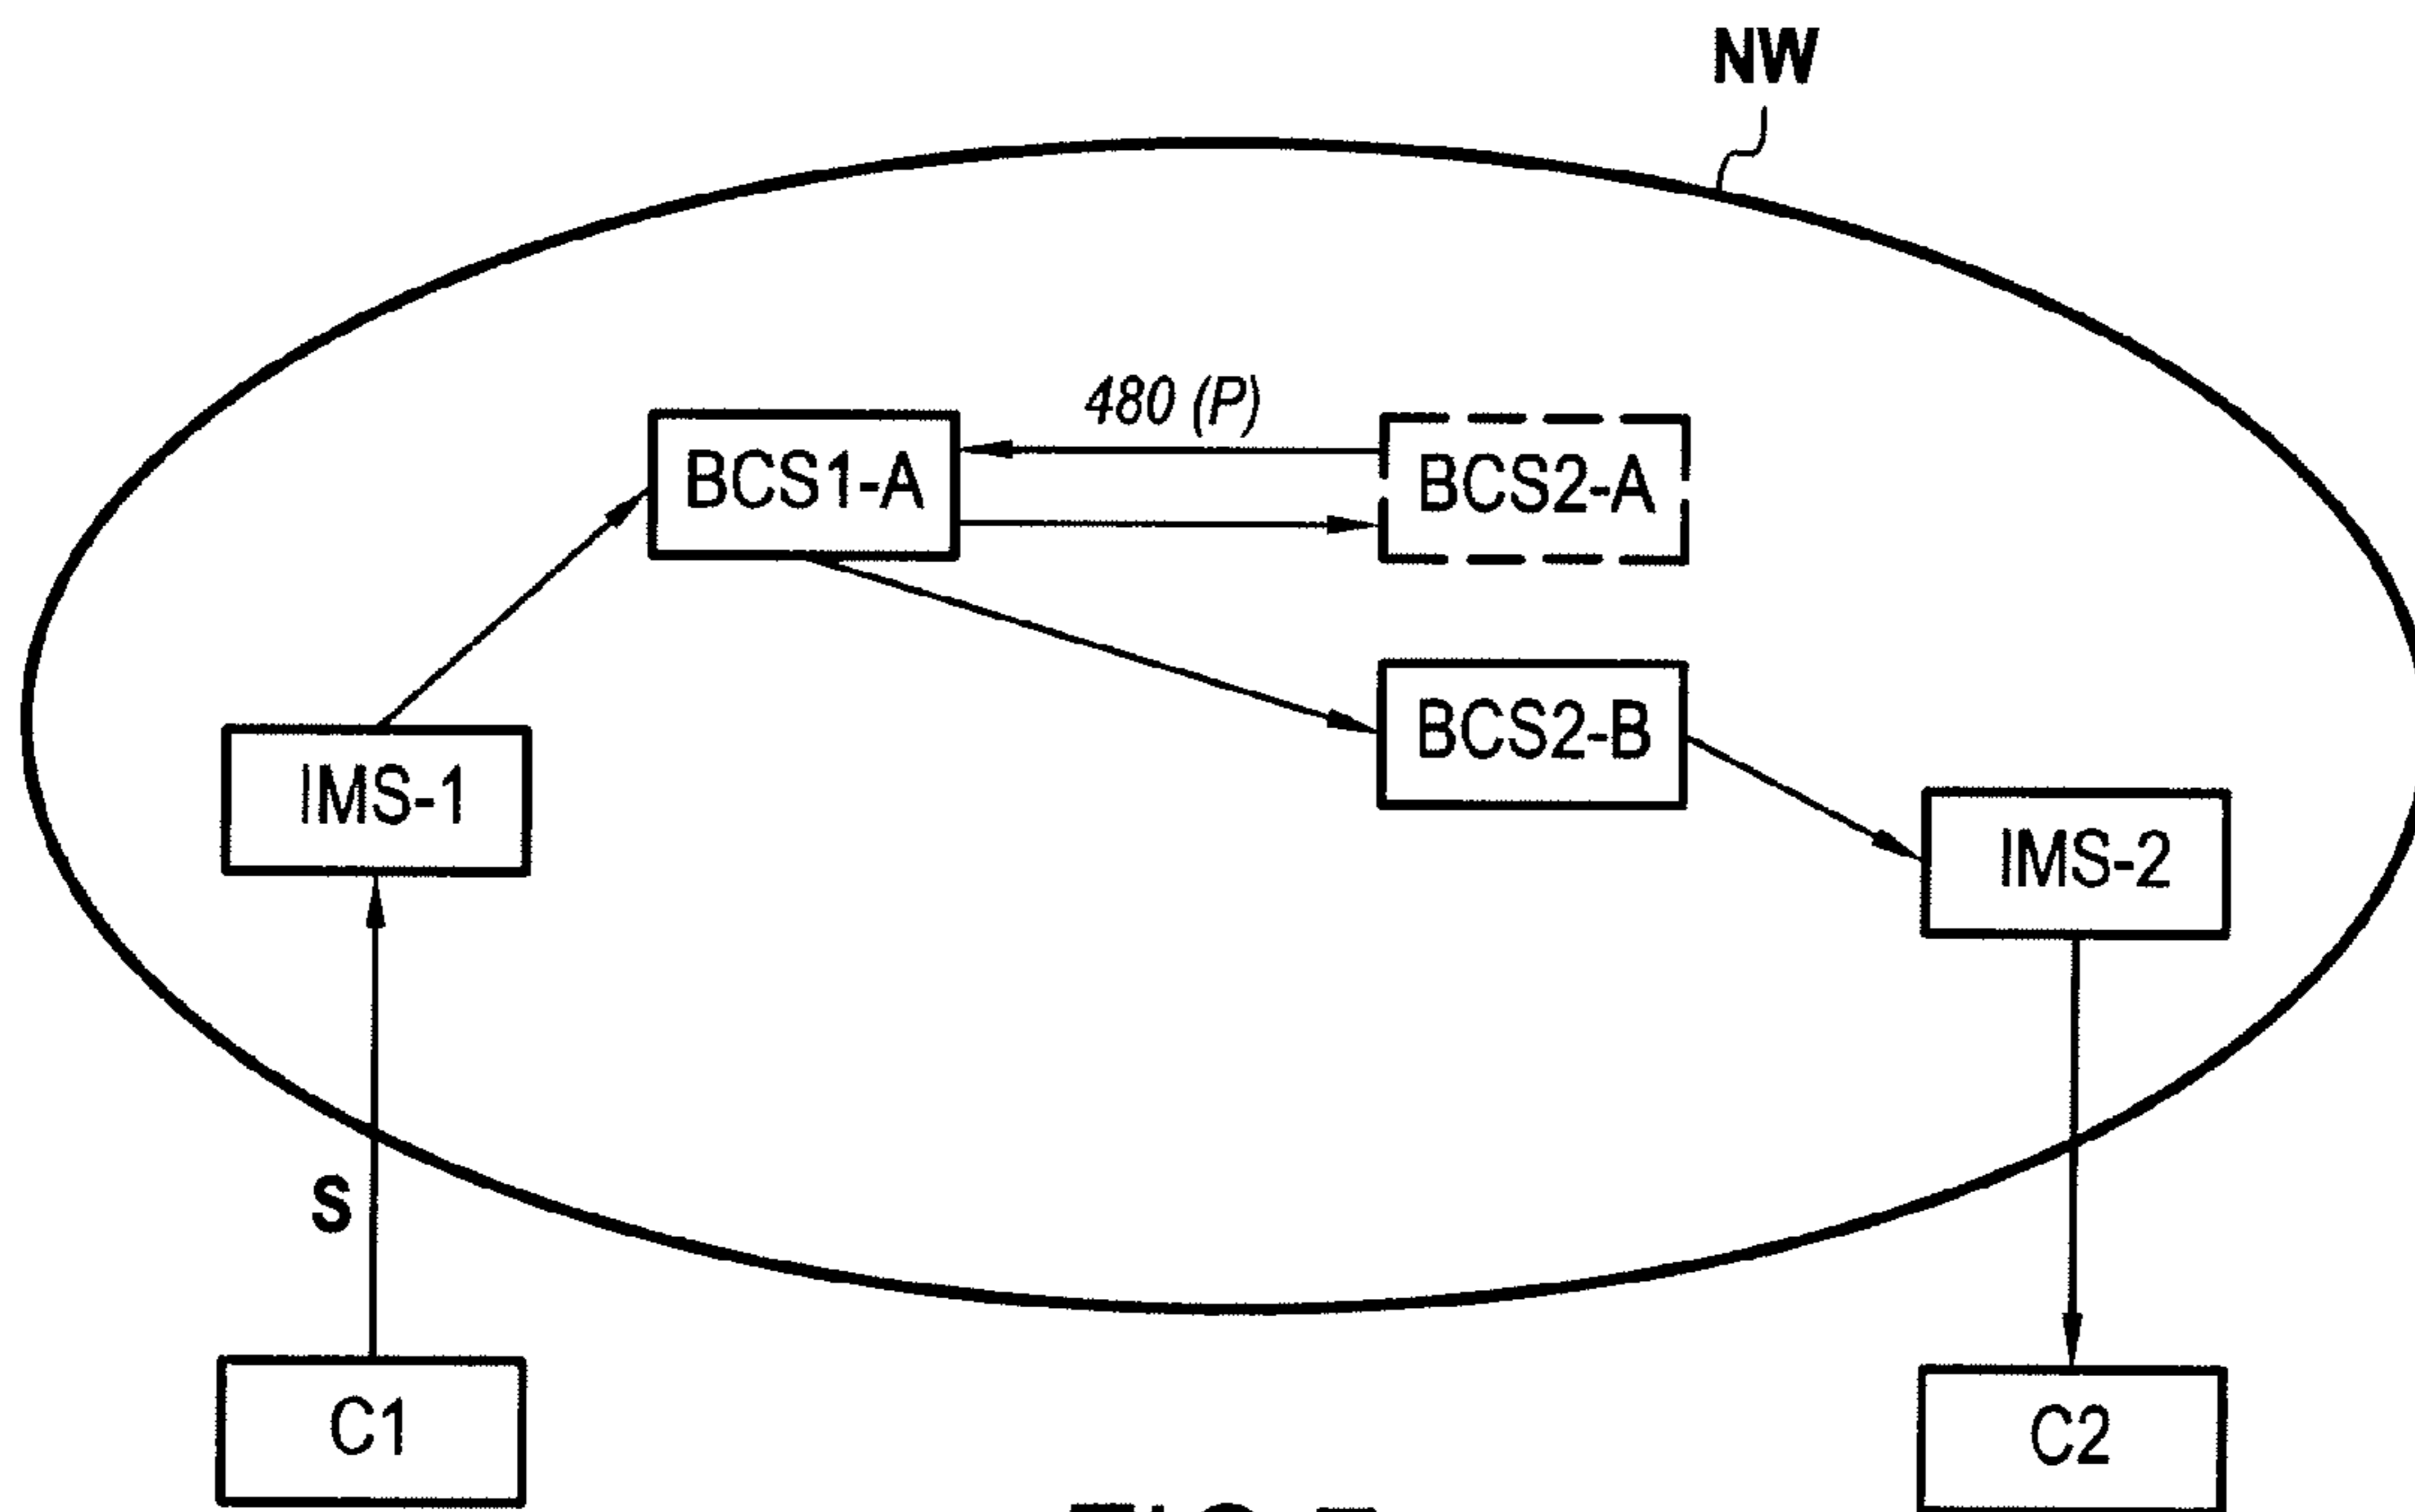 NW
480 (P)
BCS1-A
BCS2-A
BCS2-B
IMS-1
IMS-2
S
C1
C2